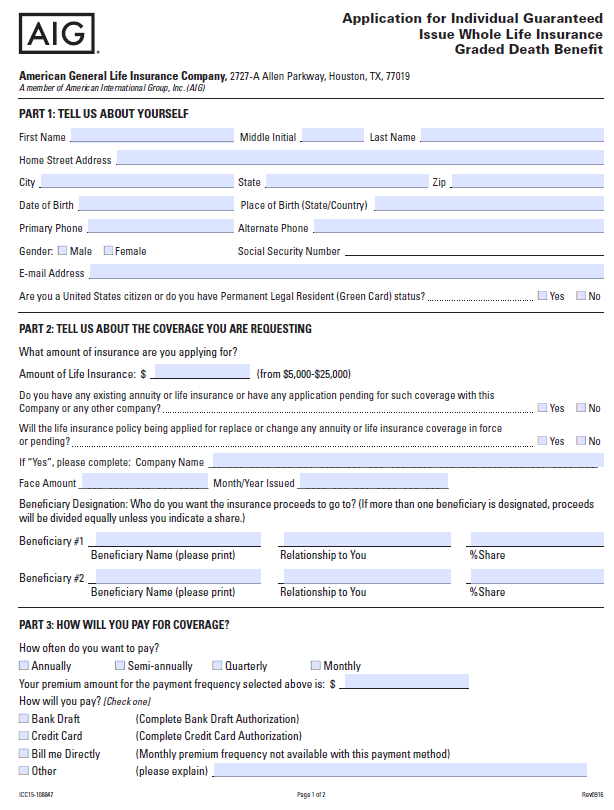 AIG
Application for Individual Guaranteed
Issue Whole Life Insurance
Graded Death Benefit
American General Life Insurance Company, 2727-A Allen Parkway, Houston, TX, 77019
A member of American International Group, Inc. (AIG)
PART 1: TELL US ABOUT YOURSELF
First Name Middle Initial Last Name
Home Street Address
City State Zip
Date of Birth Place of Birth (State/Country)
Primary Phone Alternate Phone
Gender: Male Female Social Security Number
E-mail Address
Are you a United States citizen or do you have Permanent Legal Resident (Green Card) status? Yes No
PART 2: TELL US ABOUT THE COVERAGE YOU ARE REQUESTING
What amount of insurance are you applying for?
Amount of Life Insurance: $ (from $5,000-$25,000)
Do you have any existing annuity or life insurance or have any application pending for such coverage with this
Company or any other company? Yes No
Will the life insurance policy being applied for replace or change any annuity or life insurance coverage in force
or pending? Yes No
If "Yes", please complete: Company Name
Face Amount Month/Year Issued
Beneficiary Designation: Who do you want the insurance proceeds to go to? (If more than one beneficiary is designated, proceeds
will be divided equally unless you indicate a share.)
Beneficiary #1
Beneficiary Name (please print) Relationship to You %Share
Beneficiary #2
Beneficiary Name (please print) Relationship to You %Share
PART 3: HOW WILL YOU PAY FOR COVERAGE?
How often do you want to pay?
Annually Semi-annually Quarterly Monthly
Your premium amount for the payment frequency selected above is: $
How will you pay? [Check one]
Bank Draft (Complete Bank Draft Authorization)
Credit Card (Complete Credit Card Authorization)
Bill me Directly (Monthly premium frequency not available with this payment method)
Other (please explain)
ICC15-108847 Page 1 of 2 Rev0916